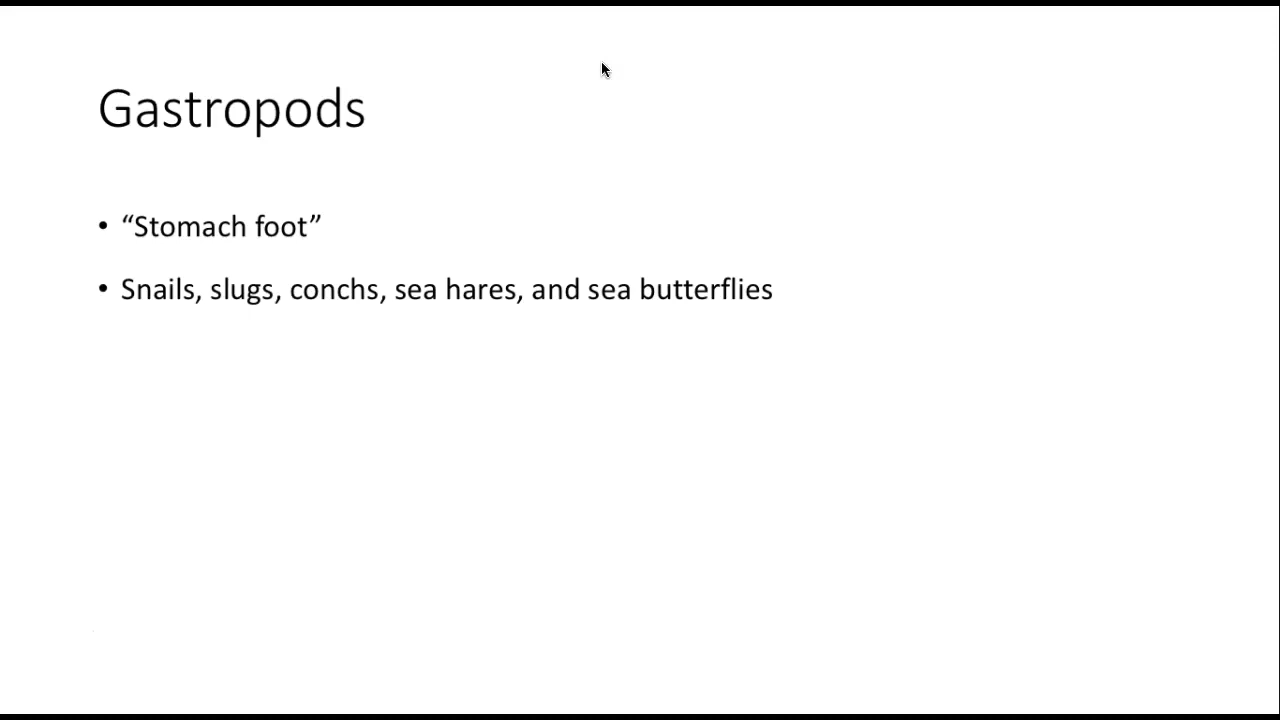 Gastropods
• “Stomach foot”
• Snails, slugs, conchs, sea hares, and sea butterflies